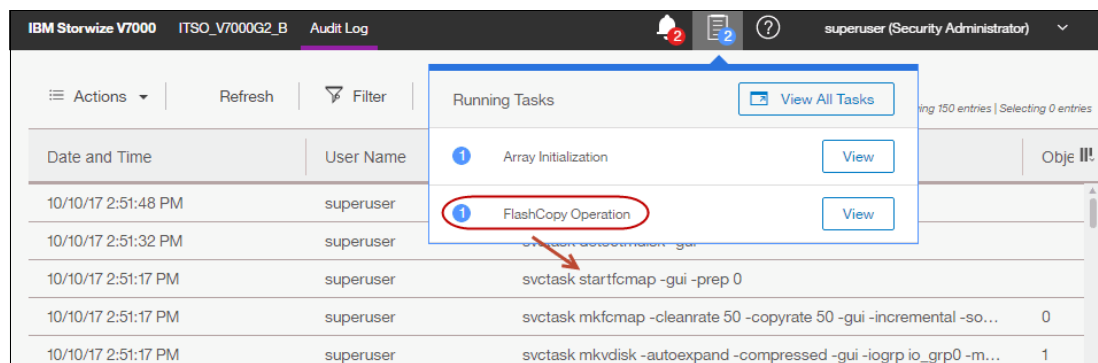 IBM Storwize V7000 ITSO_V7000G2_B Audit Log 2 2 ? superuser (Security Administrator)
Actions Refresh Filter
Running Tasks View All Tasks
ing 150 entries | Selecting 0 entries
1 Array Initialization View
1 FlashCopy Operation View
Date and Time User Name Obje
10/10/17 2:51:48 PM superuser
10/10/17 2:51:32 PM superuser
10/10/17 2:51:17 PM superuser svctask startfcmap -gui -prep 0
10/10/17 2:51:17 PM superuser svctask mkfcmap -cleanrate 50 -copyrate 50 -gui -incremental -so... 0
10/10/17 2:51:17 PM superuser svctask mkvdisk -autoexpand -compressed -gui -iogrp io_grp0 -m... 1